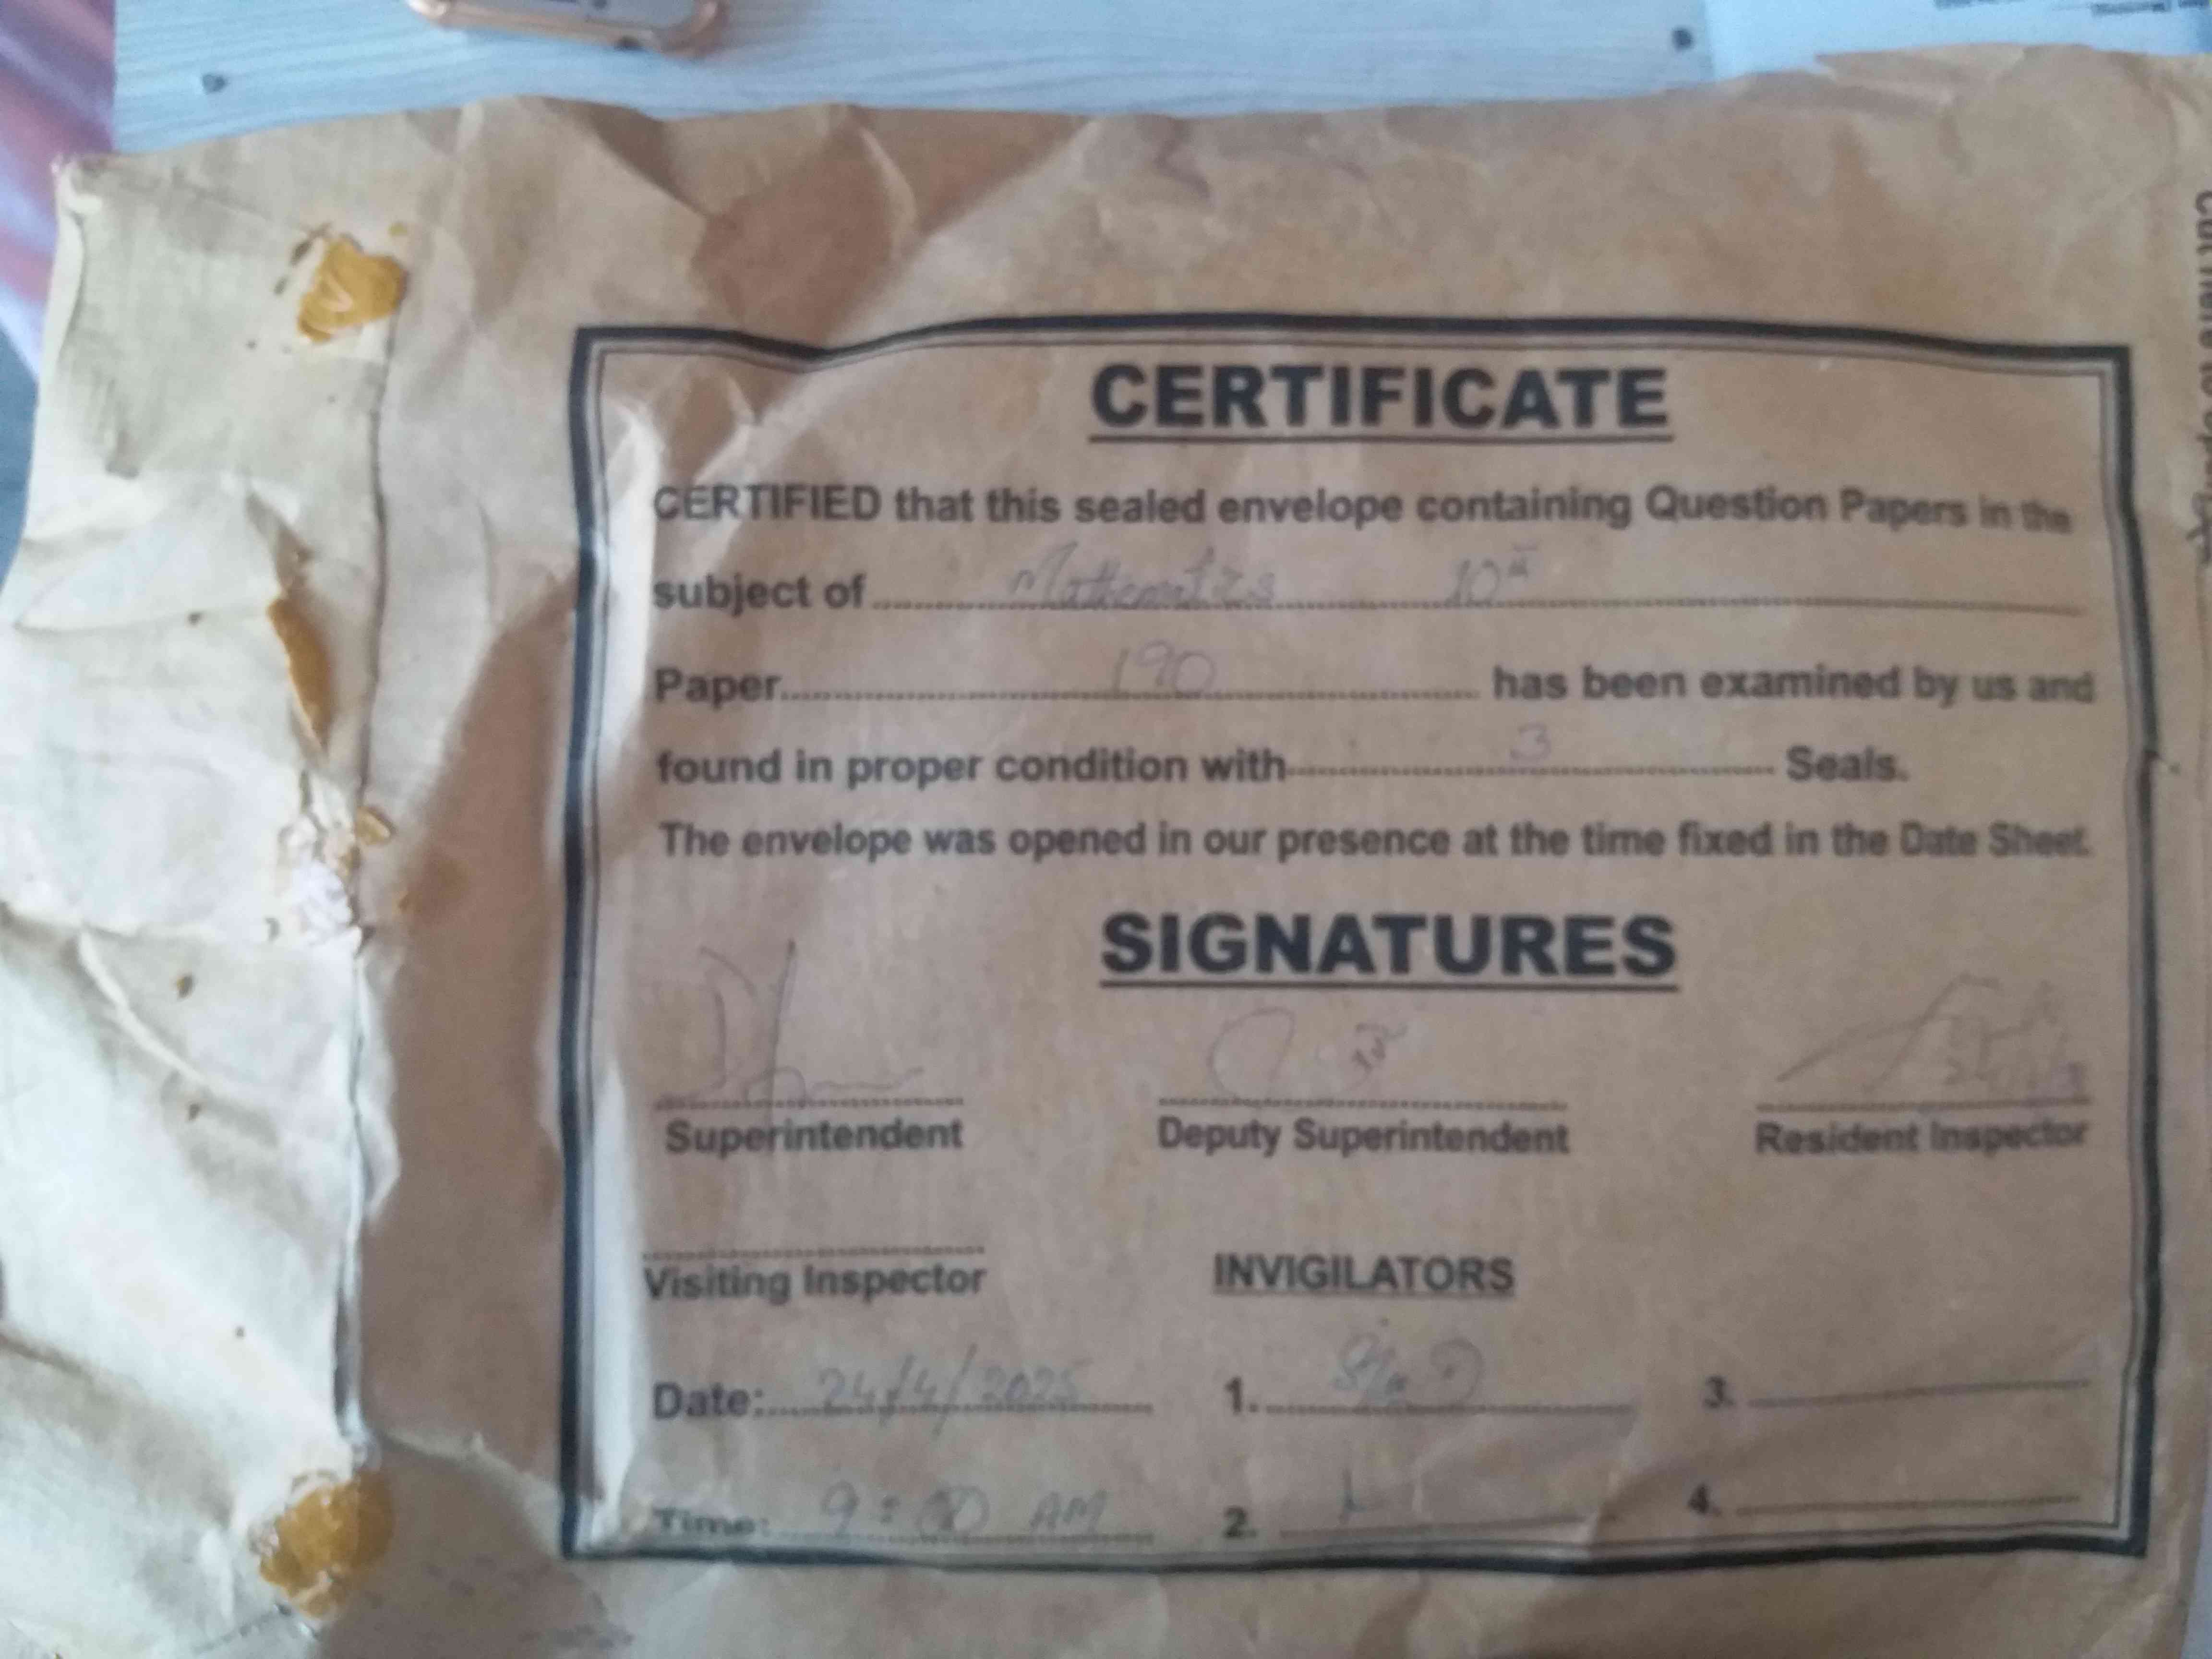 CERTIFICATE
CERTIFIED that this sealed envelope containing Question Papers in the
subject of Mathematics 10th
Paper 190 has been examined by us and
found in proper condition with 3 Seals.
The envelope was opened in our presence at the time fixed in the Date Sheet.
SIGNATURES
Superintendent Deputy Superintendent Resident Inspector
Visiting Inspector INVIGILATORS
Date: 24/4/2025 1. 3.
Time: 9:00 AM 2. 4.